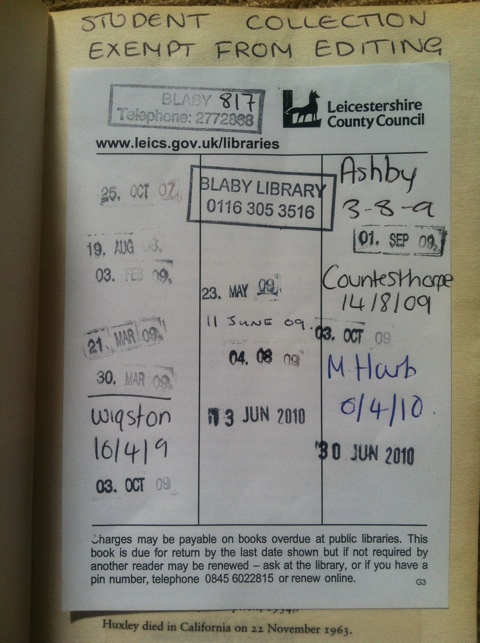 STUDENT COLLECTION
EXEMPT FROM EDITING
BLABY 817
Telephone: 2772888
Leicestershire
County Council
www.leics.gov.uk/libraries
25. OCT 07
19. AUG 08.
03. FEB 09.
21. MAR 09.
30. MAR 09
Wigston
16/4/9
03. OCT 09
BLABY LIBRARY
0116 305 3516
23. MAY 09.
11 JUNE 09.
04. 08 09
13 JUN 2010
Ashby
3-8-9
01. SEP 09.
Countesthorpe
14/8/09
03. OCT 09
M. Harb
6/4/10.
30 JUN 2010
Charges may be payable on books overdue at public libraries. This
book is due for return by the last date shown but if not required by
another reader may be renewed – ask at the library, or if you have a
pin number, telephone 0845 6022815 or renew online.
G3
Huxley died in California on 22 November 1963.